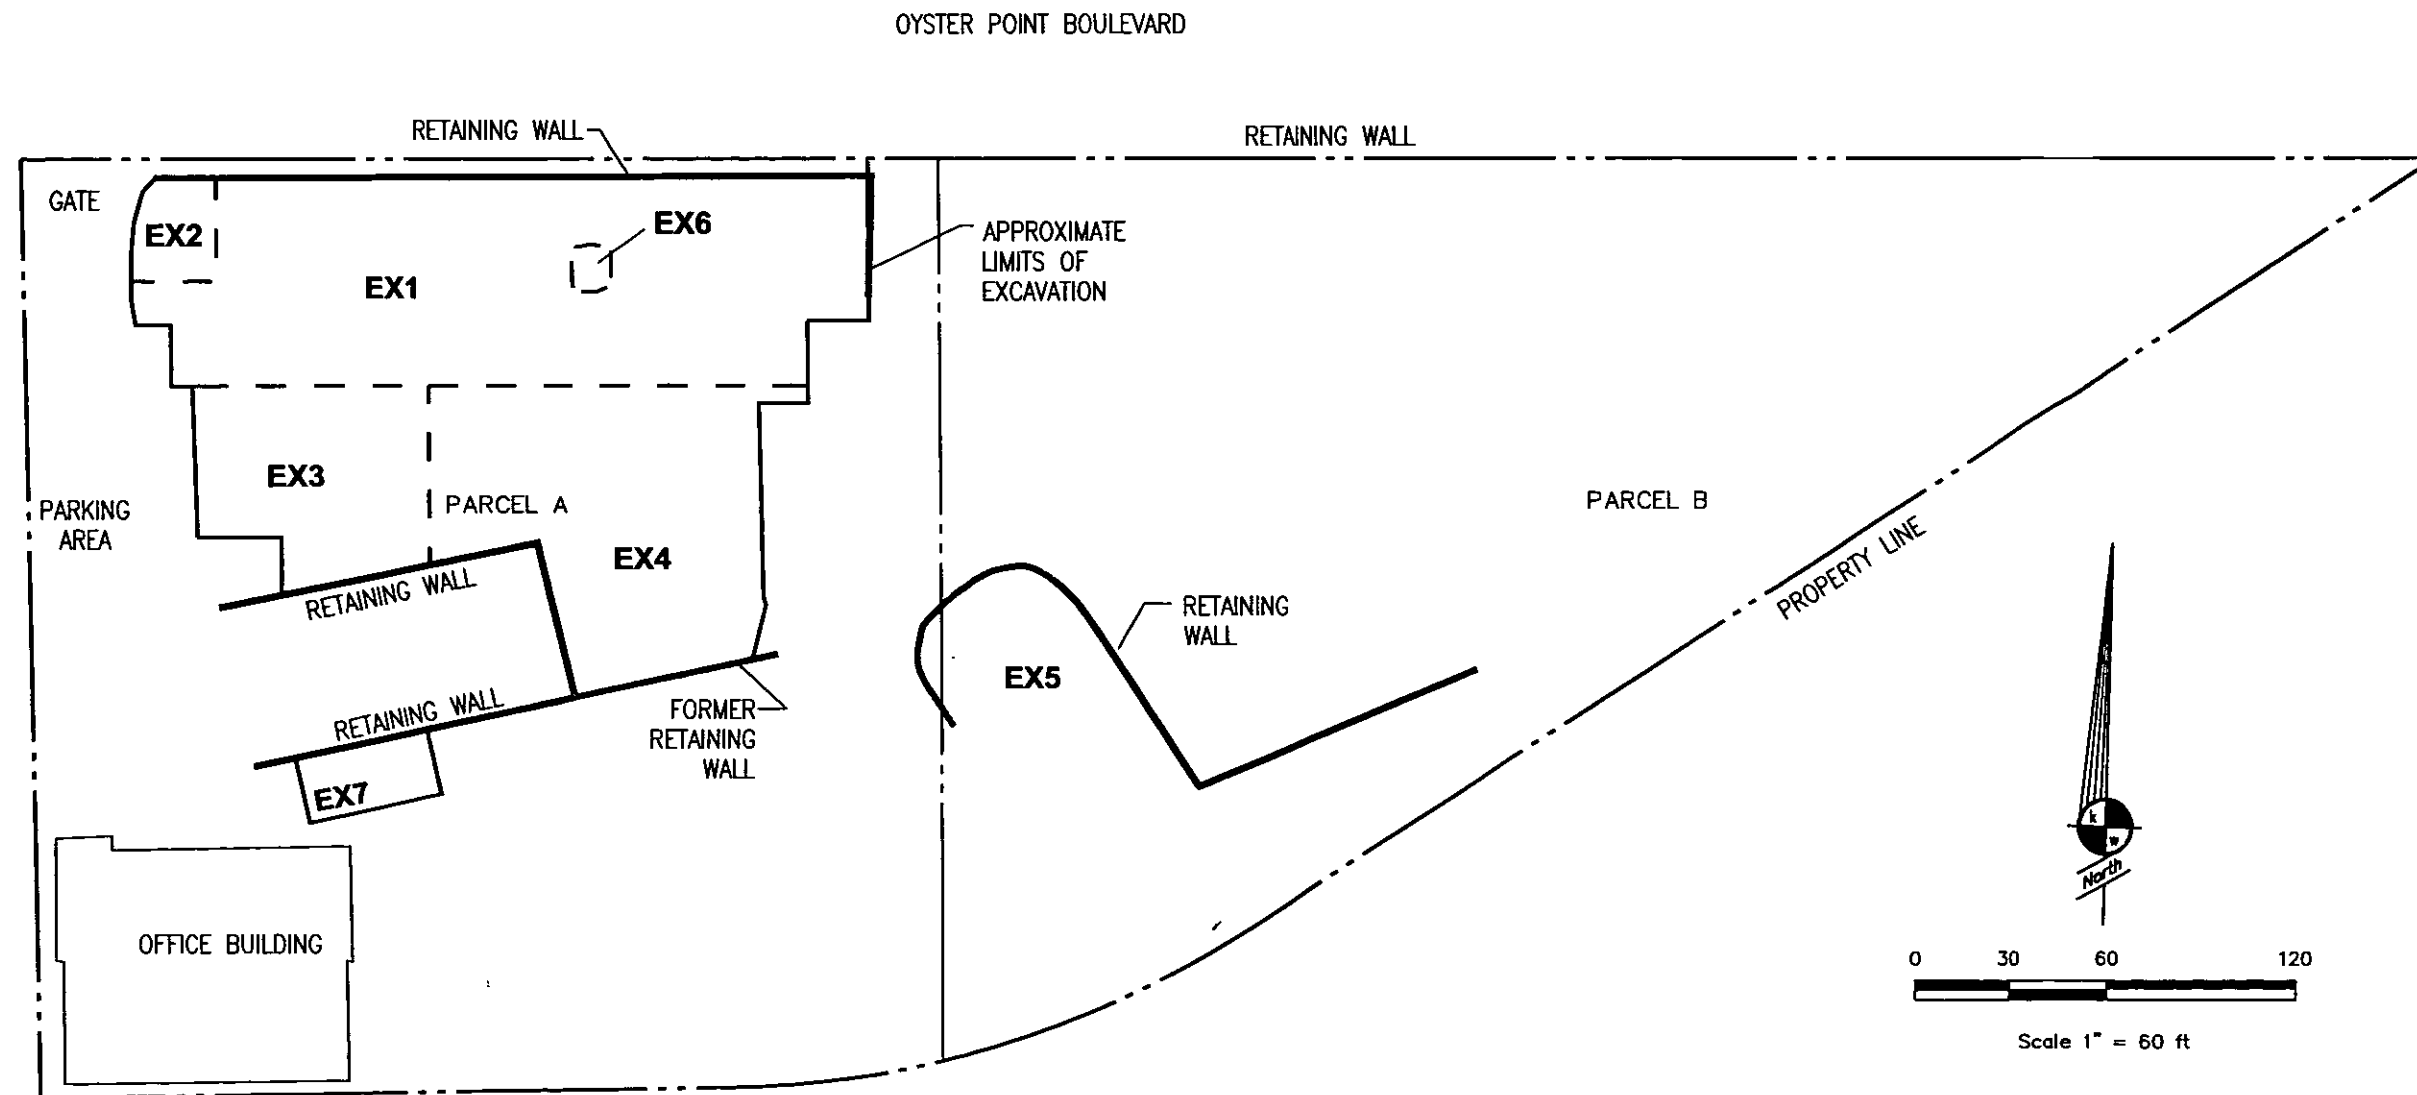 OYSTER POINT BOULEVARD
RETAINING WALL
RETAINING WALL
GATE
EX2
EX6
EX1
APPROXIMATE
LIMITS OF
EXCAVATION
EX3
PARCEL A
PARKING
AREA
EX4
RETAINING WALL
PARCEL B
PROPERTY LINE
RETAINING
WALL
EX5
RETAINING WALL
FORMER
RETAINING
WALL
EX7
OFFICE BUILDING
k
w
North
0 30 60 120
Scale 1" = 60 ft